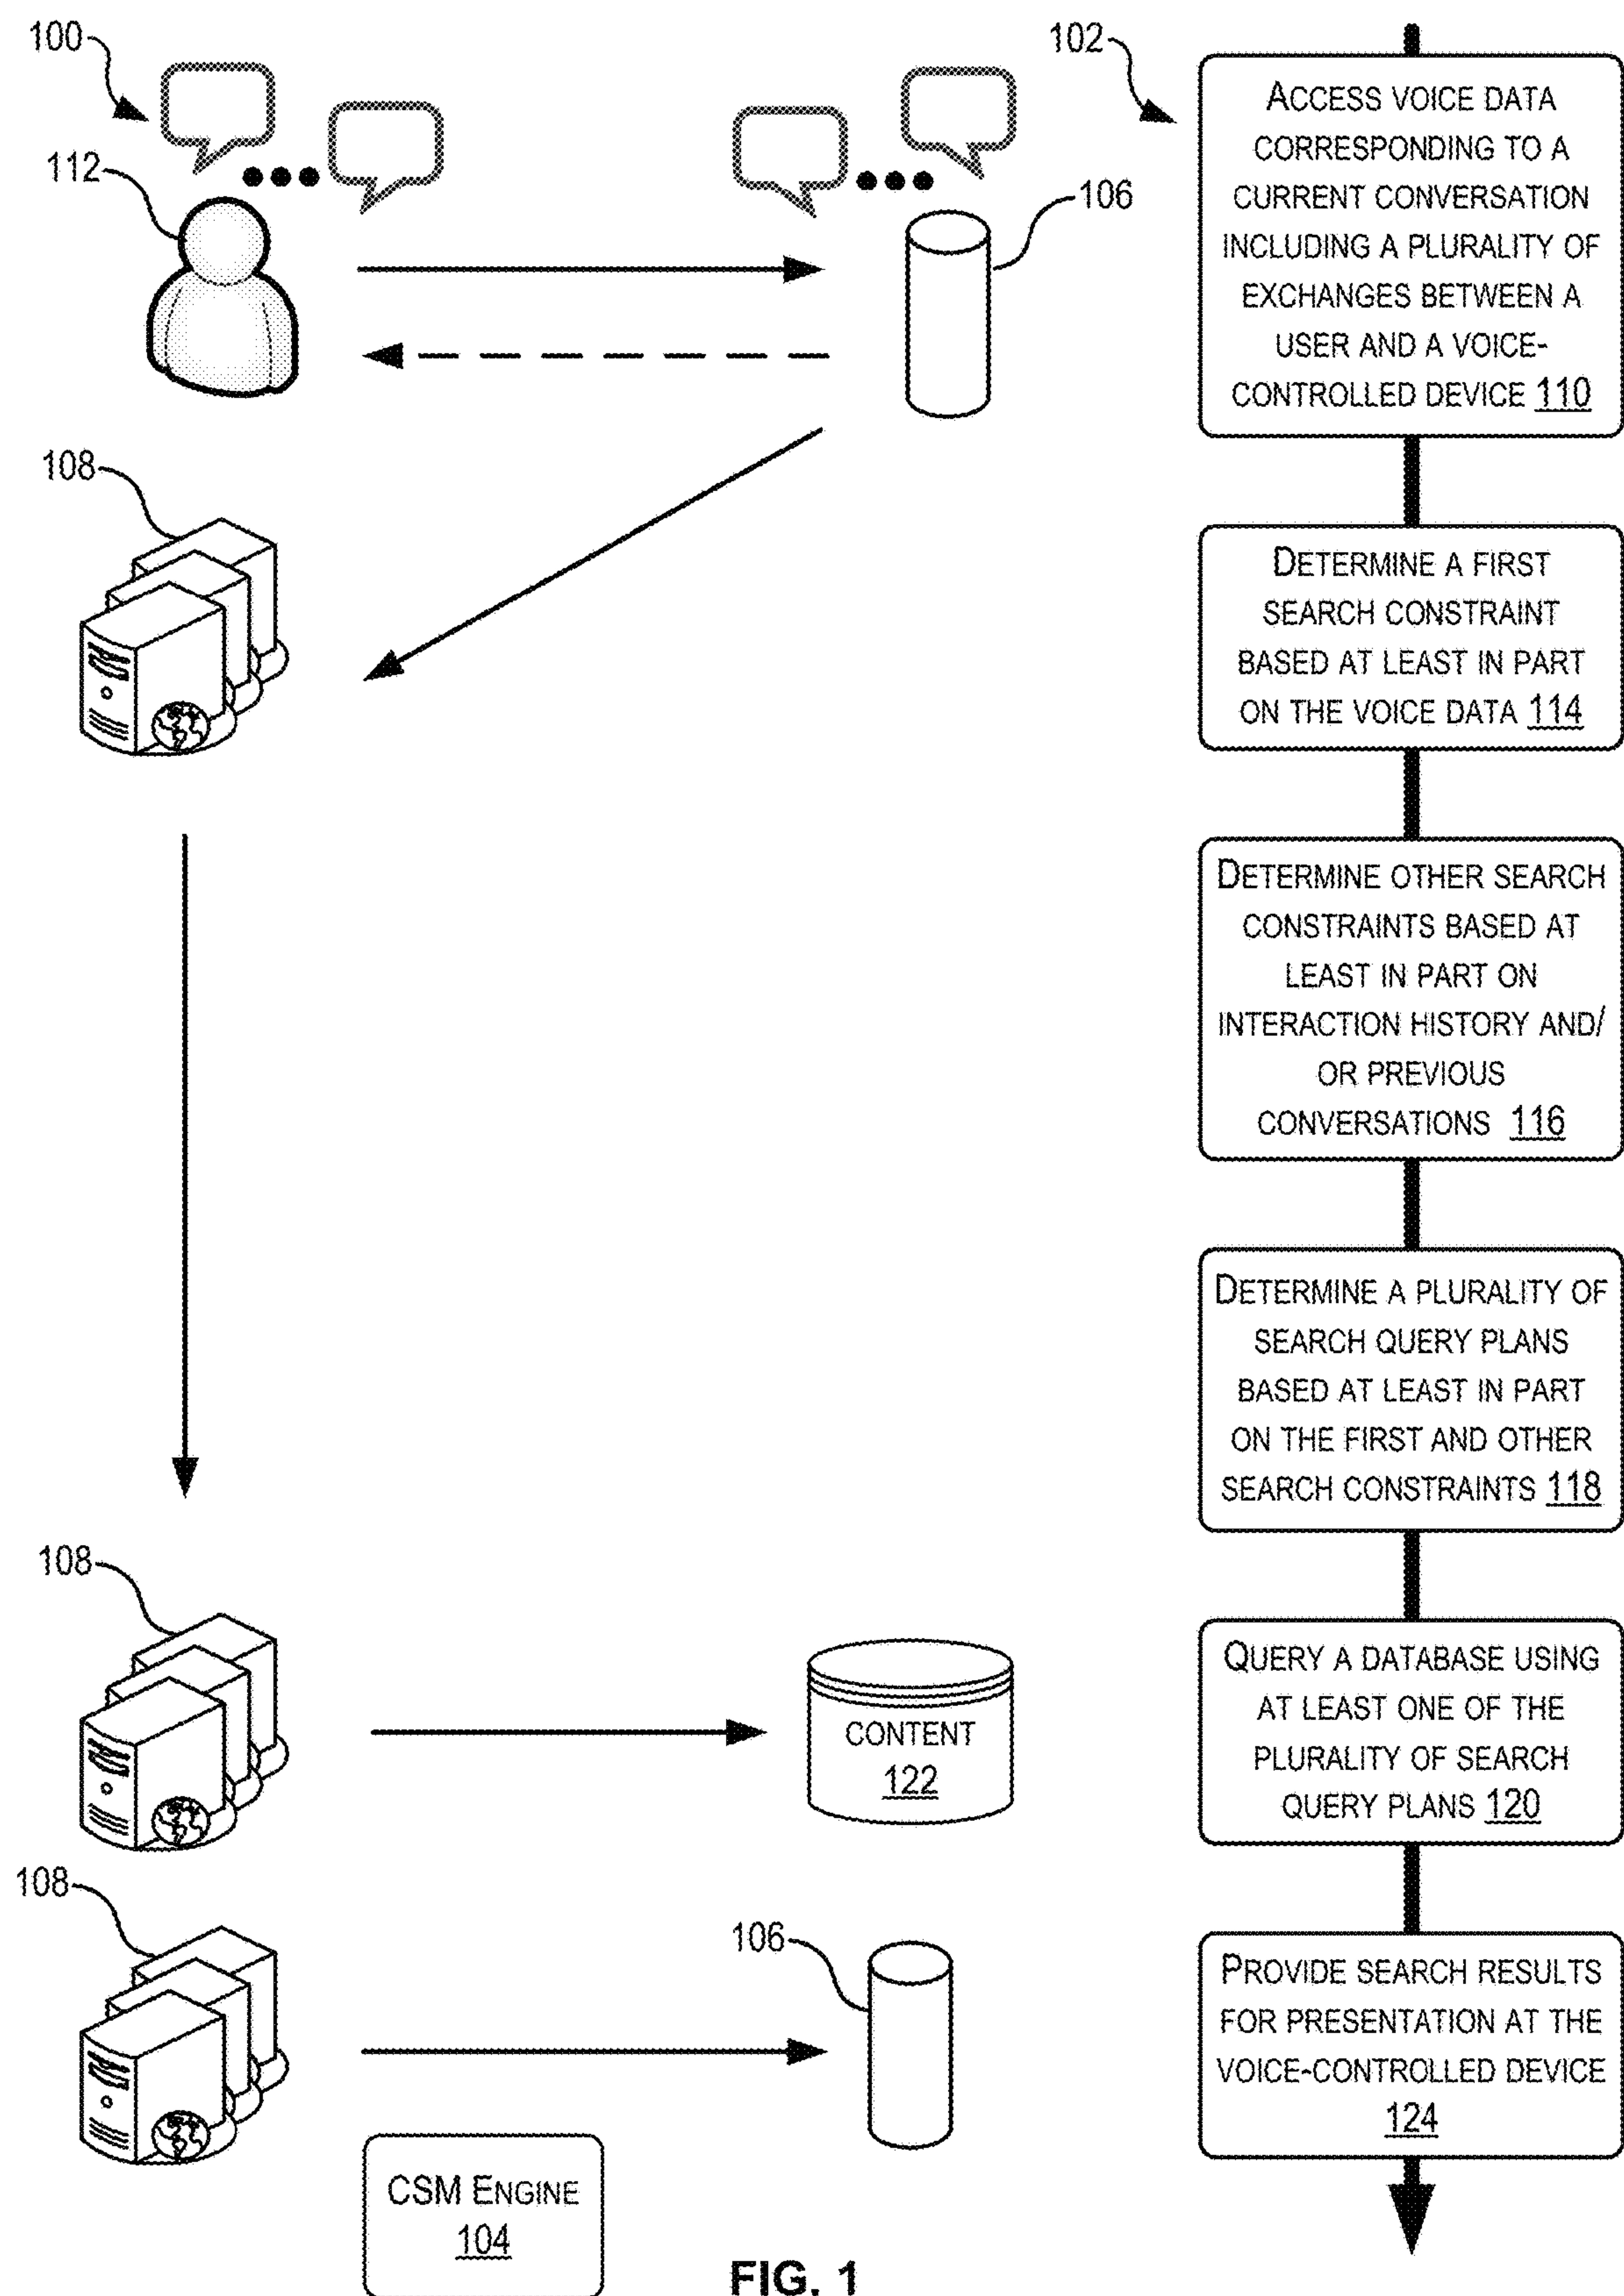 100
102
112
106
ACCESS VOICE DATA
CORRESPONDING TO A
CURRENT CONVERSATION
INCLUDING A PLURALITY OF
EXCHANGES BETWEEN A
USER AND A VOICE-
CONTROLLED DEVICE 110
108
DETERMINE A FIRST
SEARCH CONSTRAINT
BASED AT LEAST IN PART
ON THE VOICE DATA 114
DETERMINE OTHER SEARCH
CONSTRAINTS BASED AT
LEAST IN PART ON
INTERACTION HISTORY AND/
OR PREVIOUS
CONVERSATIONS 116
DETERMINE A PLURALITY OF
SEARCH QUERY PLANS
BASED AT LEAST IN PART
ON THE FIRST AND OTHER
SEARCH CONSTRAINTS 118
108
CONTENT
122
QUERY A DATABASE USING
AT LEAST ONE OF THE
PLURALITY OF SEARCH
QUERY PLANS 120
108
106
PROVIDE SEARCH RESULTS
FOR PRESENTATION AT THE
VOICE-CONTROLLED DEVICE
124
CSM ENGINE
104
FIG. 1